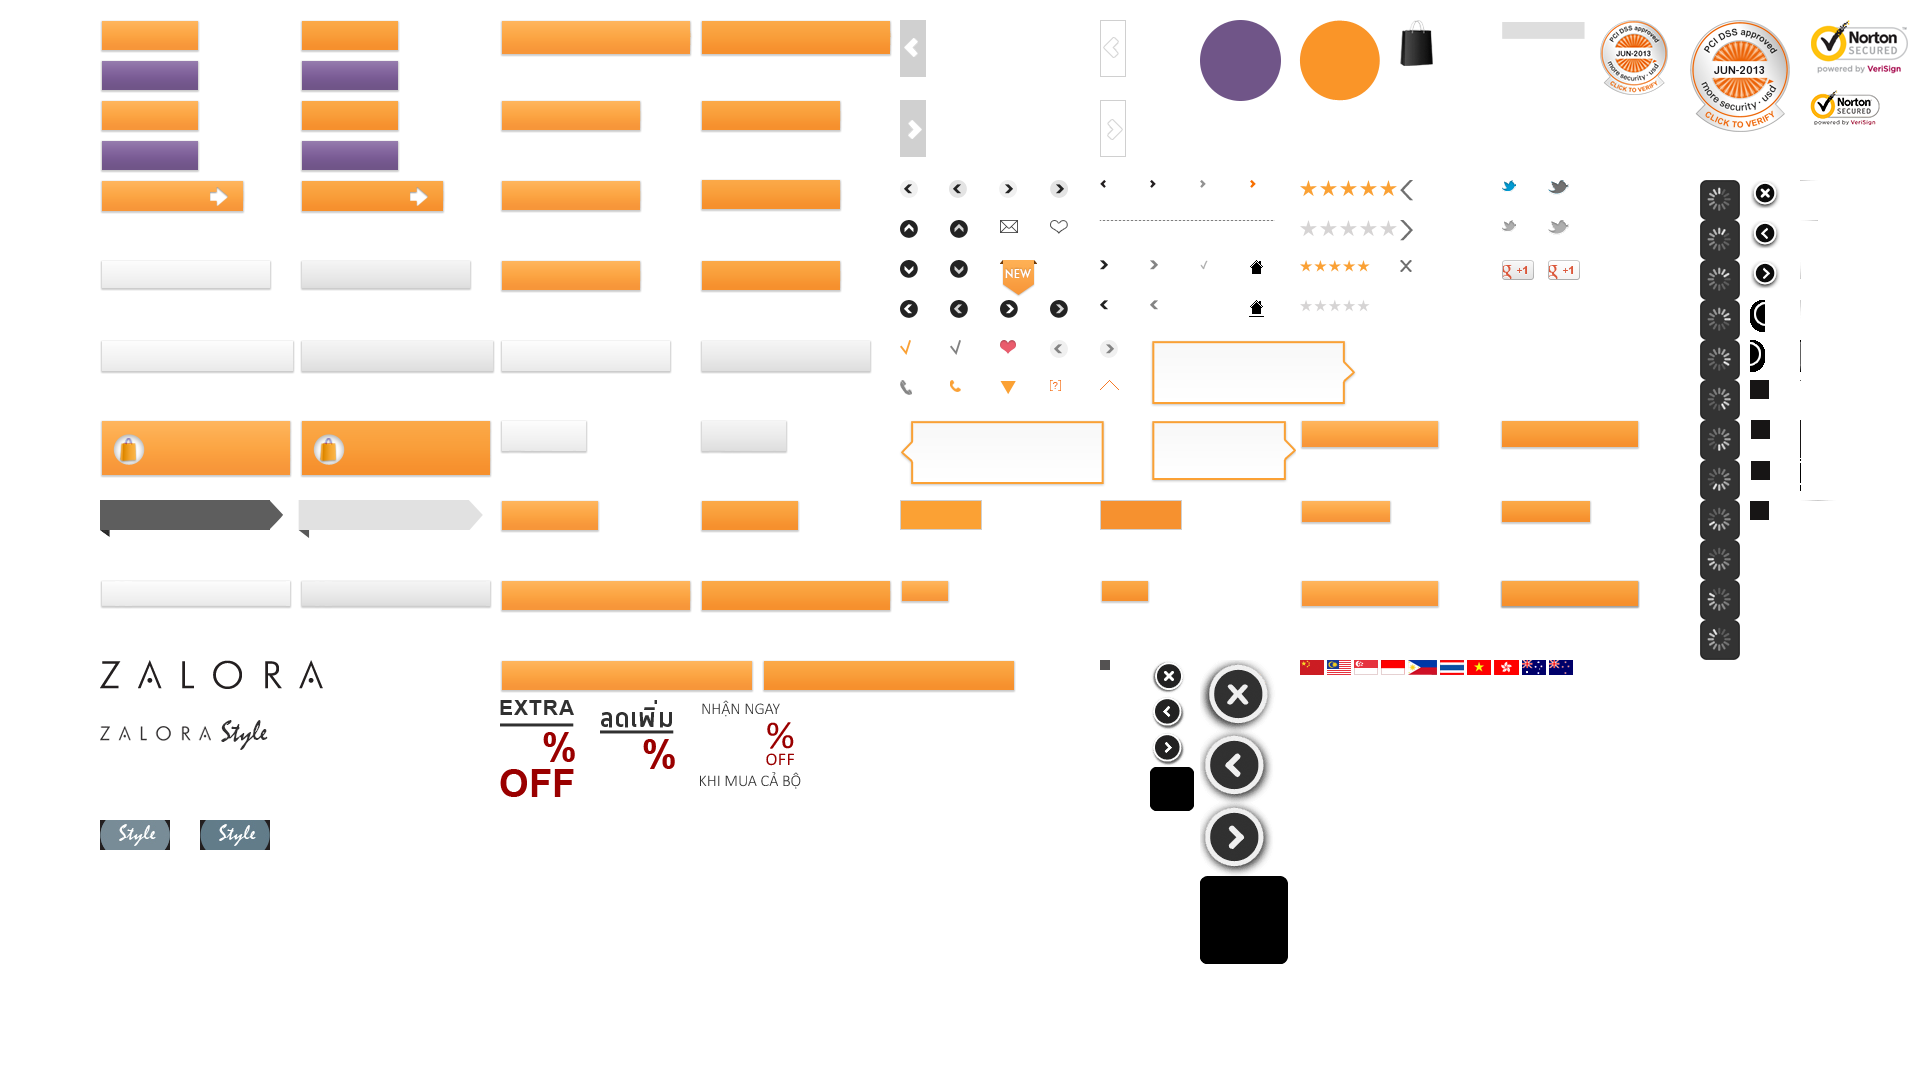 PCI DSS approved
JUN-2013
more security - usd
CLICK TO VERIFY
PCI DSS approved
JUN-2013
more security - usd
CLICK TO VERIFY
Norton
SECURED
powered by VeriSign
Norton
SECURED
powered by VeriSign
NEW
g +1
g +1
[?]
ZALORA
ZALORA Style
EXTRA
%
OFF
ลดเพิ่ม
%
NHẬN NGAY
%
OFF
KHI MUA CẢ BỘ
Style
Style